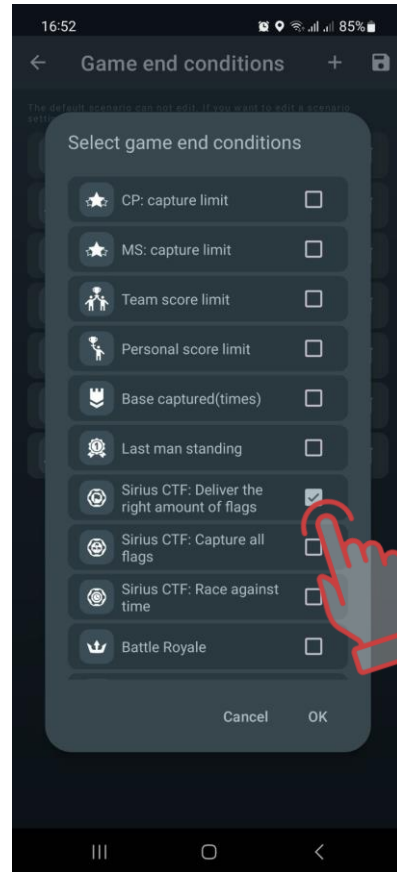 16:52
85%
Game end conditions
The default scenario can not edit. If you want to edit a scenario
Select game end conditions
CP: capture limit
MS: capture limit
Team score limit
Personal score limit
Base captured(times)
Last man standing
Sirius CTF: Deliver the
right amount of flags
Sirius CTF: Capture all
flags
Sirius CTF: Race against
time
Battle Royale
Cancel
OK